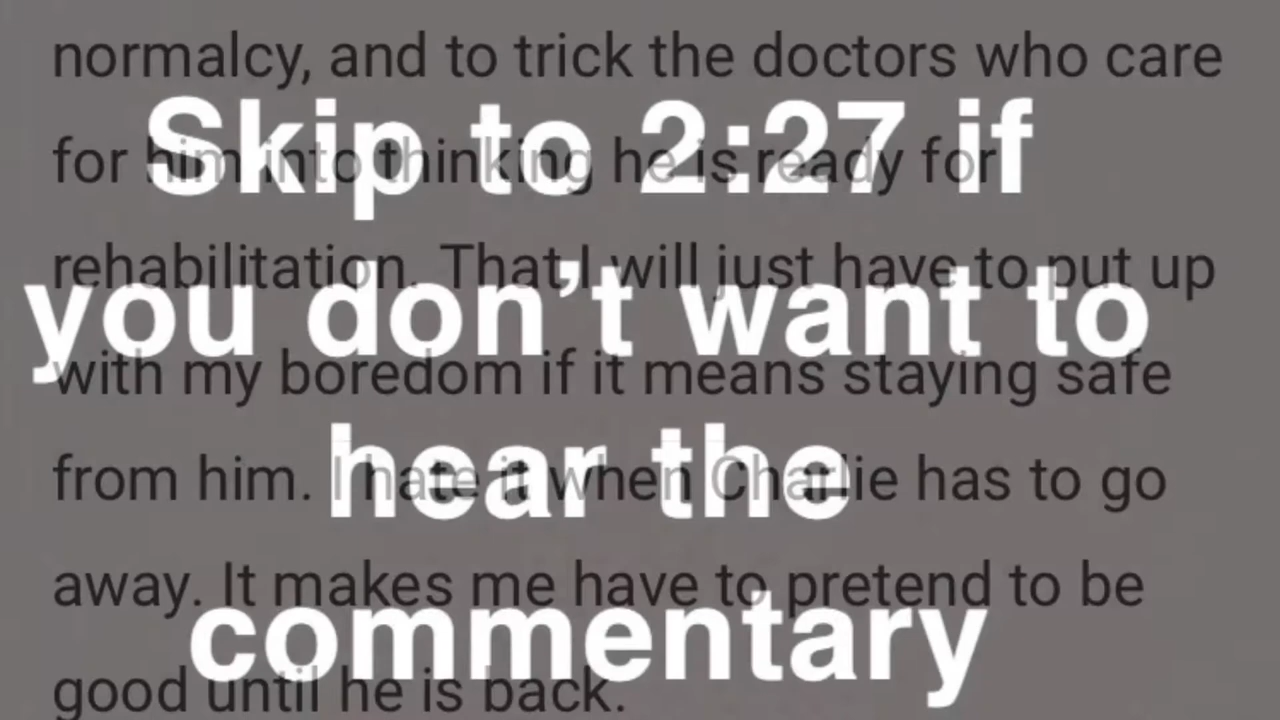 normalcy, and to trick the doctors who care
for him into thinking he is ready for
rehabilitation. That I will just have to put up
with my boredom if it means staying safe
from him. I hate it when Charlie has to go
away. It makes me have to pretend to be
good until he is back.
Skip to 2:27 if
you don’t want to
hear the
commentary